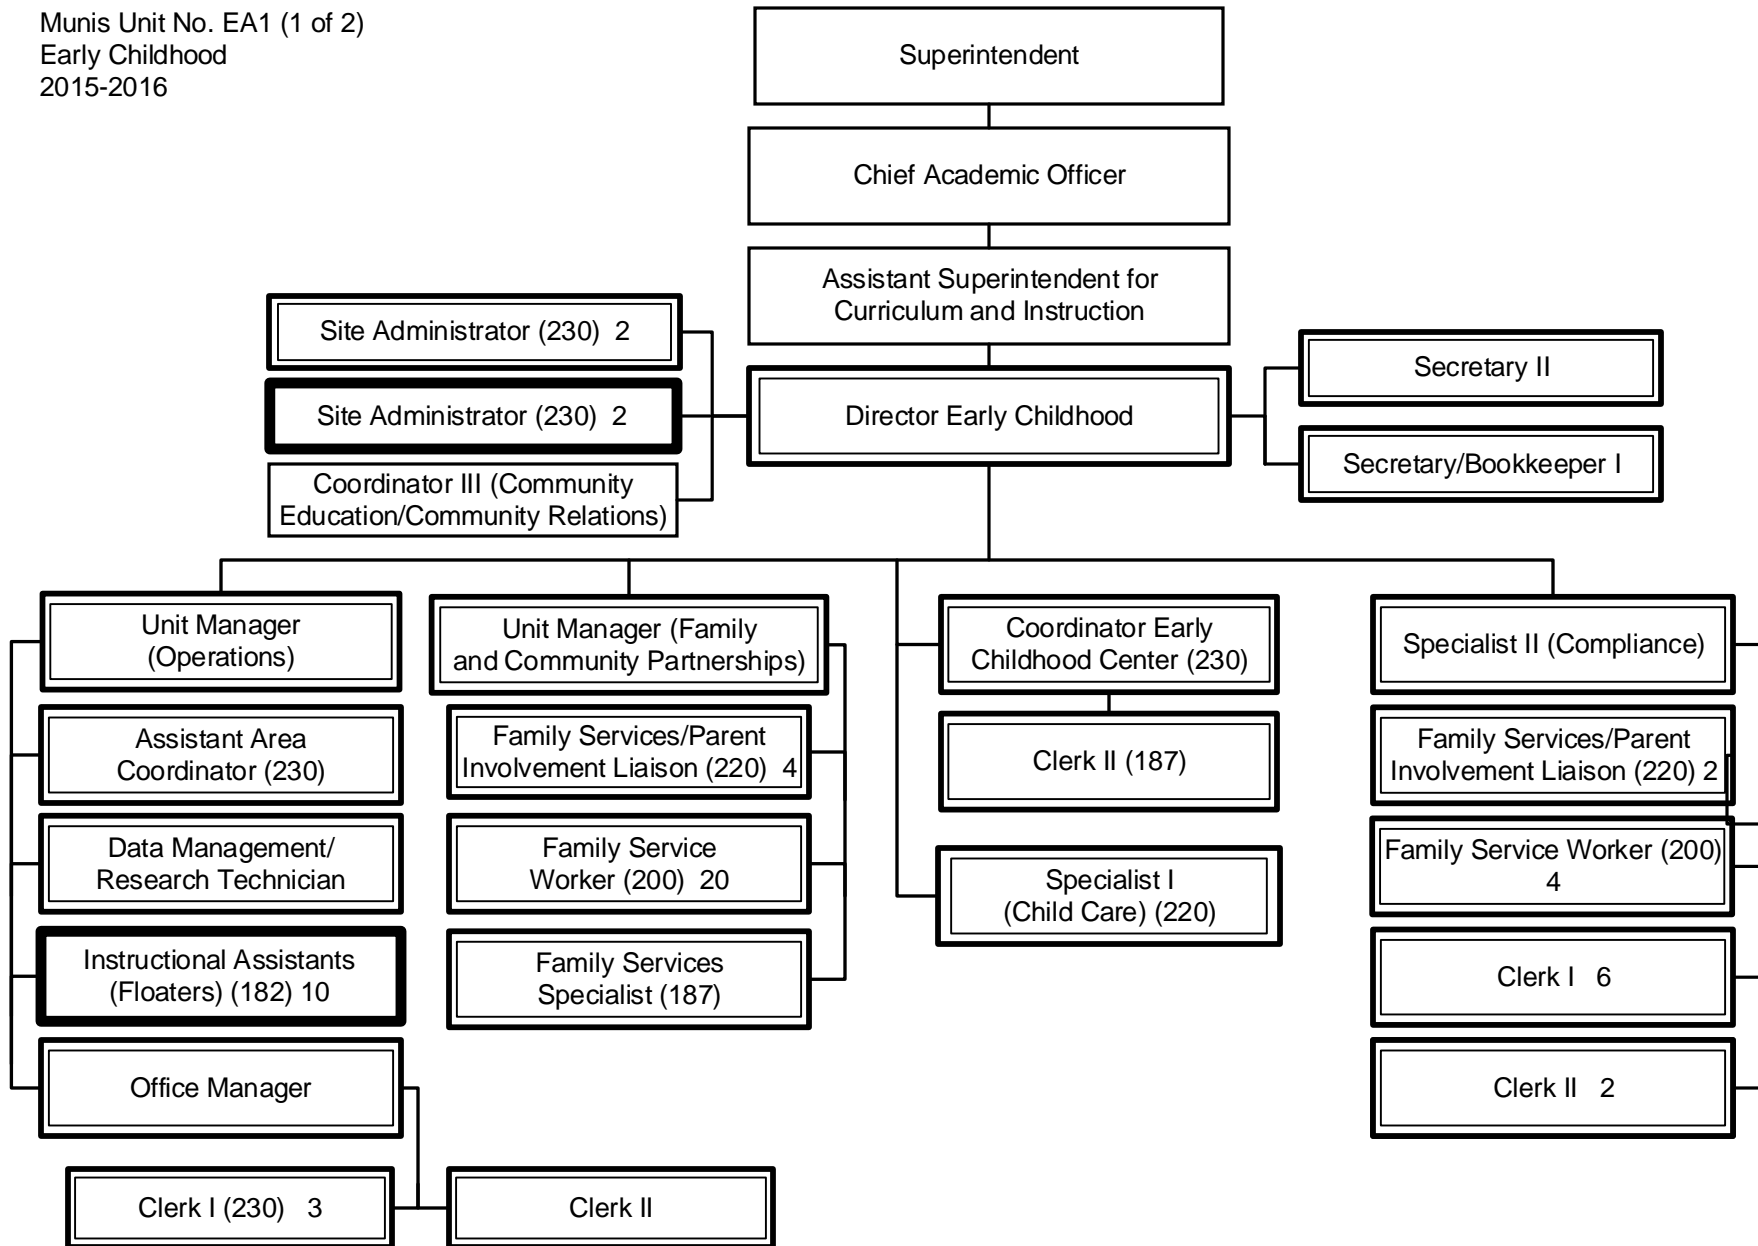 Munis Unit No. EA1 (1 of 2)
Early Childhood
2015-2016
Superintendent
Chief Academic Officer
Assistant Superintendent for
Curriculum and Instruction
Site Administrator (230) 2
Site Administrator (230) 2
Coordinator III (Community
Education/Community Relations)
Director Early Childhood
Secretary II
Secretary/Bookkeeper I
Unit Manager
(Operations)
Assistant Area
Coordinator (230)
Data Management/
Research Technician
Instructional Assistants
(Floaters) (182) 10
Office Manager
Clerk I (230) 3
Clerk II
Unit Manager (Family
and Community Partnerships)
Family Services/Parent
Involvement Liaison (220) 4
Family Service
Worker (200) 20
Family Services
Specialist (187)
Coordinator Early
Childhood Center (230)
Clerk II (187)
Specialist I
(Child Care) (220)
Specialist II (Compliance)
Family Services/Parent
Involvement Liaison (220) 2
Family Service Worker (200)
4
Clerk I 6
Clerk II 2